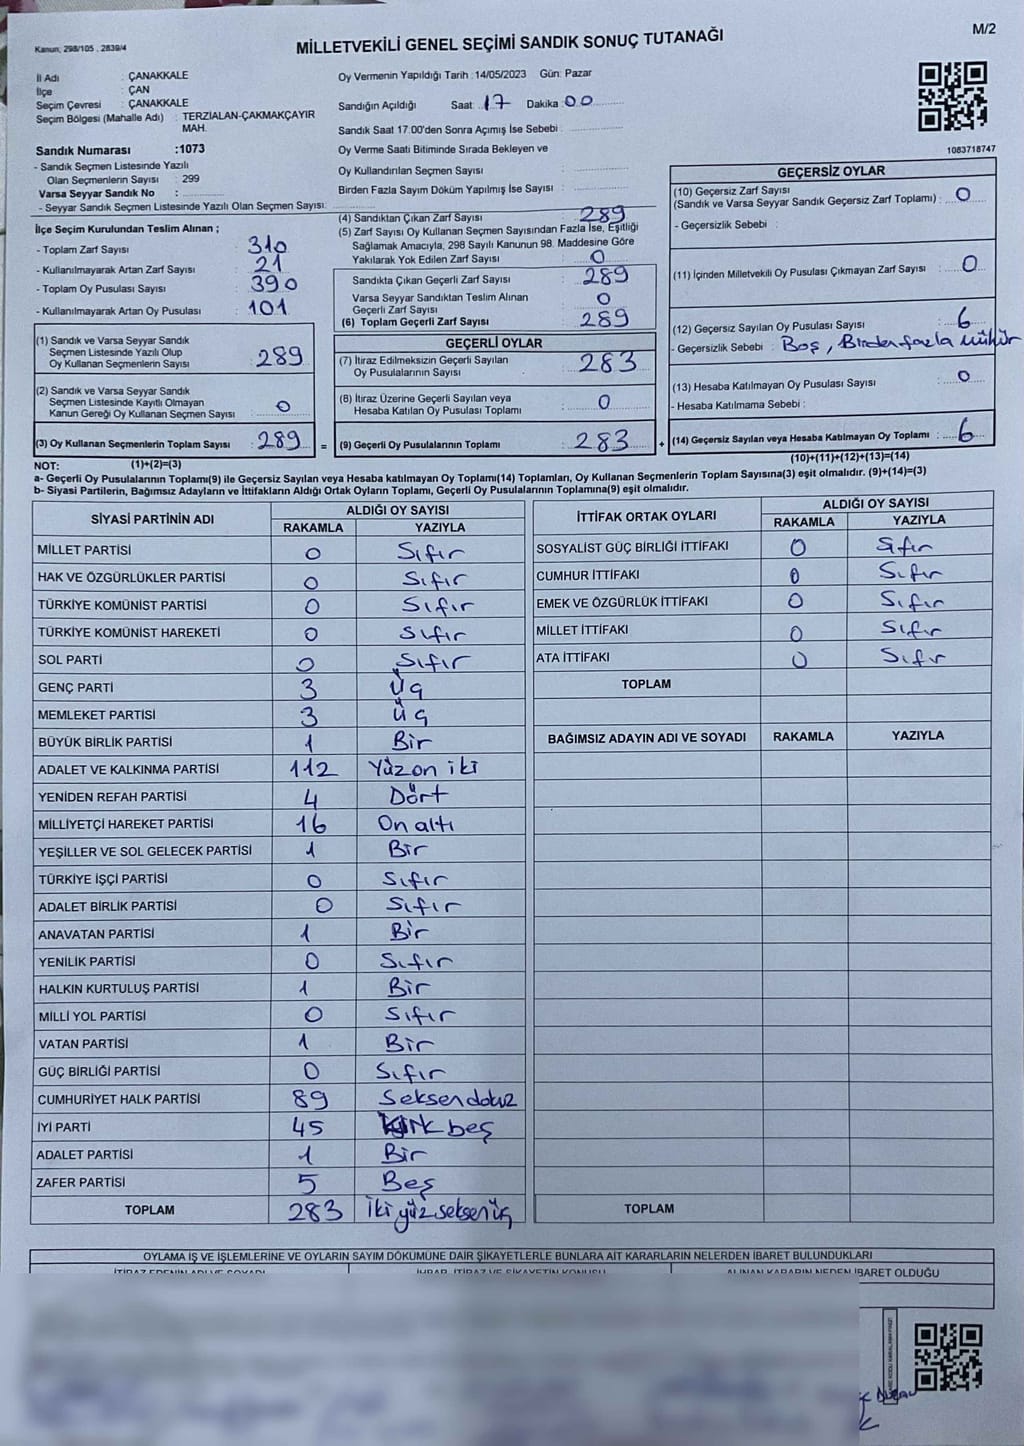 Kanun; 298/105 , 2839/4
MİLLETVEKİLİ GENEL SEÇİMİ SANDIK SONUÇ TUTANAĞI
M/2
İl Adı : ÇANAKKALE
İlçe : ÇAN
Seçim Çevresi : ÇANAKKALE
Seçim Bölgesi (Mahalle Adı) : TERZİALAN-ÇAKMAKÇAYIR MAH.
Sandık Numarası :1073
- Sandık Seçmen Listesinde Yazılı
Olan Seçmenlerin Sayısı : 299
Varsa Seyyar Sandık No :
- Seyyar Sandık Seçmen Listesinde Yazılı Olan Seçmen Sayısı:
Oy Vermenin Yapıldığı Tarih : 14/05/2023 Gün: Pazar
Sandığın Açıldığı Saat: 17 Dakika: 00
Sandık Saat 17.00'den Sonra Açımış İse Sebebi :
Oy Verme Saati Bitiminde Sırada Bekleyen ve
Oy Kullandırılan Seçmen Sayısı :
Birden Fazla Sayım Döküm Yapılmış İse Sayısı :
1083718747
İlçe Seçim Kurulundan Teslim Alınan ;
- Toplam Zarf Sayısı : 310
- Kullanılmayarak Artan Zarf Sayısı : 21
- Toplam Oy Pusulası Sayısı : 390
- Kullanılmayarak Artan Oy Pusulası : 101
(1) Sandık ve Varsa Seyyar Sandık
Seçmen Listesinde Yazılı Olup
Oy Kullanan Seçmenlerin Sayısı : 289
(2) Sandık ve Varsa Seyyar Sandık
Seçmen Listesinde Kayıtlı Olmayan
Kanun Gereği Oy Kullanan Seçmen Sayısı : 0
(3) Oy Kullanan Seçmenlerin Toplam Sayısı : 289 =
(4) Sandıktan Çıkan Zarf Sayısı : 289
(5) Zarf Sayısı Oy Kullanan Seçmen Sayısından Fazla İse, Eşitliği
Sağlamak Amacıyla, 298 Sayılı Kanunun 98. Maddesine Göre
Yakılarak Yok Edilen Zarf Sayısı : 0
Sandıkta Çıkan Geçerli Zarf Sayısı : 289
Varsa Seyyar Sandıktan Teslim Alınan
Geçerli Zarf Sayısı : 0
(6) Toplam Geçerli Zarf Sayısı : 289
GEÇERLİ OYLAR
(7) İtiraz Edilmeksizin Geçerli Sayılan
Oy Pusulalarının Sayısı : 283
(8) İtiraz Üzerine Geçerli Sayılan veya
Hesaba Katılan Oy Pusulası Toplamı : 0
(9) Geçerli Oy Pusulalarının Toplamı : 283 +
GEÇERSİZ OYLAR
(10) Geçersiz Zarf Sayısı
(Sandık ve Varsa Seyyar Sandık Geçersiz Zarf Toplamı) : 0
- Geçersizlik Sebebi :
(11) İçinden Milletvekili Oy Pusulası Çıkmayan Zarf Sayısı : 0
(12) Geçersiz Sayılan Oy Pusulası Sayısı : 6
- Geçersizlik Sebebi : Boş, Birden fazla mühür
(13) Hesaba Katılmayan Oy Pusulası Sayısı : 0
- Hesaba Katılmama Sebebi :
(14) Geçersiz Sayılan veya Hesaba Katılmayan Oy Toplamı : 6
NOT: (1)+(2)=(3)
(10)+(11)+(12)+(13)=(14)
a- Geçerli Oy Pusulalarının Toplamı(9) ile Geçersiz Sayılan veya Hesaba katılmayan Oy Toplamı(14) Toplamları, Oy Kullanan Seçmenlerin Toplam Sayısına(3) eşit olmalıdır. (9)+(14)=(3)
b- Siyasi Partilerin, Bağımsız Adayların ve İttifakların Aldığı Ortak Oyların Toplamı, Geçerli Oy Pusulalarının Toplamına(9) eşit olmalıdır.
SİYASİ PARTİNİN ADI ALDIĞI OY SAYISI
RAKAMLA YAZIYLA
MİLLET PARTİSİ 0 Sıfır
HAK VE ÖZGÜRLÜKLER PARTİSİ 0 Sıfır
TÜRKİYE KOMÜNİST PARTİSİ 0 Sıfır
TÜRKİYE KOMÜNİST HAREKETİ 0 Sıfır
SOL PARTİ 0 Sıfır
GENÇ PARTİ 3 Üç
MEMLEKET PARTİSİ 3 Üç
BÜYÜK BİRLİK PARTİSİ 1 Bir
ADALET VE KALKINMA PARTİSİ 112 Yüz on iki
YENİDEN REFAH PARTİSİ 4 Dört
MİLLİYETÇİ HAREKET PARTİSİ 16 On altı
YEŞİLLER VE SOL GELECEK PARTİSİ 1 Bir
TÜRKİYE İŞÇİ PARTİSİ 0 Sıfır
ADALET BİRLİK PARTİSİ 0 Sıfır
ANAVATAN PARTİSİ 1 Bir
YENİLİK PARTİSİ 0 Sıfır
HALKIN KURTULUŞ PARTİSİ 1 Bir
MİLLİ YOL PARTİSİ 0 Sıfır
VATAN PARTİSİ 1 Bir
GÜÇ BİRLİĞİ PARTİSİ 0 Sıfır
CUMHURİYET HALK PARTİSİ 89 Seksen dokuz
İYİ PARTİ 45 Kırk beş
ADALET PARTİSİ 1 Bir
ZAFER PARTİSİ 5 Beş
TOPLAM 283 İki yüz seksen üç
İTTİFAK ORTAK OYLARI ALDIĞI OY SAYISI
RAKAMLA YAZIYLA
SOSYALİST GÜÇ BİRLİĞİ İTTİFAKI 0 Sıfır
CUMHUR İTTİFAKI 0 Sıfır
EMEK VE ÖZGÜRLÜK İTTİFAKI 0 Sıfır
MİLLET İTTİFAKI 0 Sıfır
ATA İTTİFAKI 0 Sıfır
TOPLAM
BAĞIMSIZ ADAYIN ADI VE SOYADI RAKAMLA YAZIYLA
TOPLAM
OYLAMA İŞ VE İŞLEMLERİNE VE OYLARIN SAYIM DÖKÜMÜNE DAİR ŞİKAYETLERLE BUNLARA AİT KARARLARIN NELERDEN İBARET BULUNDUKLARI
İTİRAZ EDENİN ADI VE SOYADI İHBAR, İTİRAZ VE ŞİKAYETİN KONUSU ALINAN KARARIN NEDEN İBARET OLDUĞU